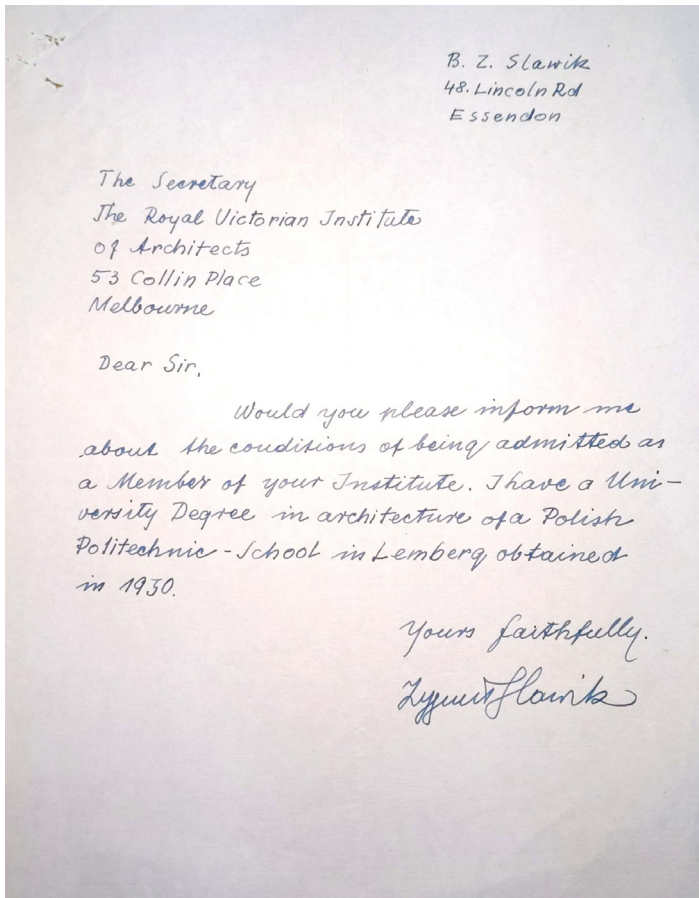 B. Z. Slawik
48. Lincoln Rd
Essendon
The Secretary
The Royal Victorian Institute
of Architects
53 Collin Place
Melbourne
Dear Sir,
Would you please inform me
about the conditions of being admitted as
a Member of your Institute. I have a Uni-
versity Degree in architecture of a Polish
Politechnic - School in Lemberg obtained
in 1930.
Yours faithfully.
Zygmunt Slawik